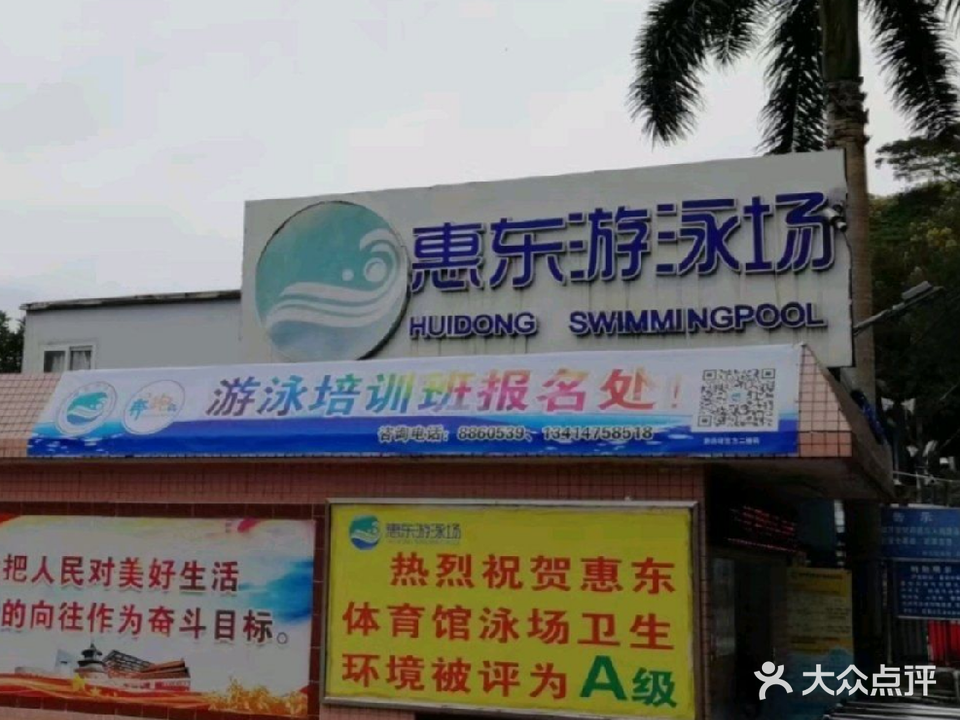 惠东游泳场
HUIDONG SWIMMINGPOOL
游泳培训班报名处!
咨询电话：8860539、13414758518
把人民对美好生活
的向往作为奋斗目标。
惠东游泳场
热烈祝贺惠东
体育馆泳场卫生
环境被评为A级
大众点评